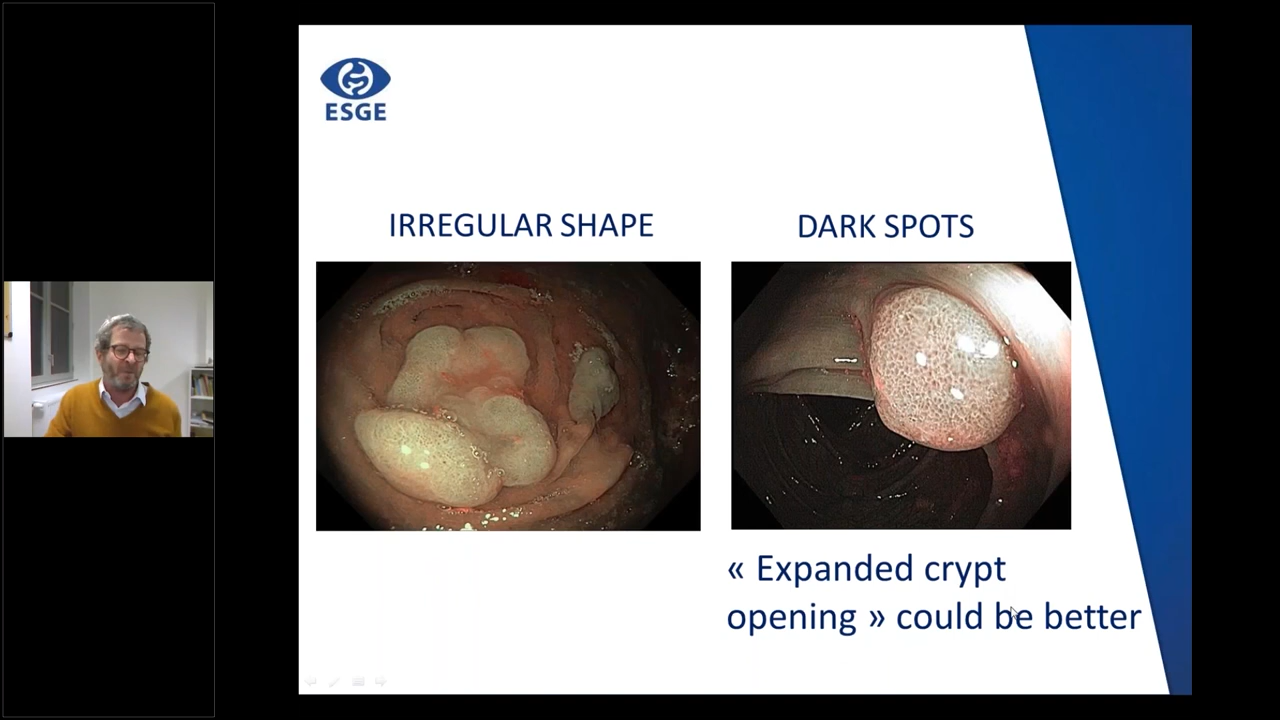 ESGE
IRREGULAR SHAPE
DARK SPOTS
« Expanded crypt
opening » could be better